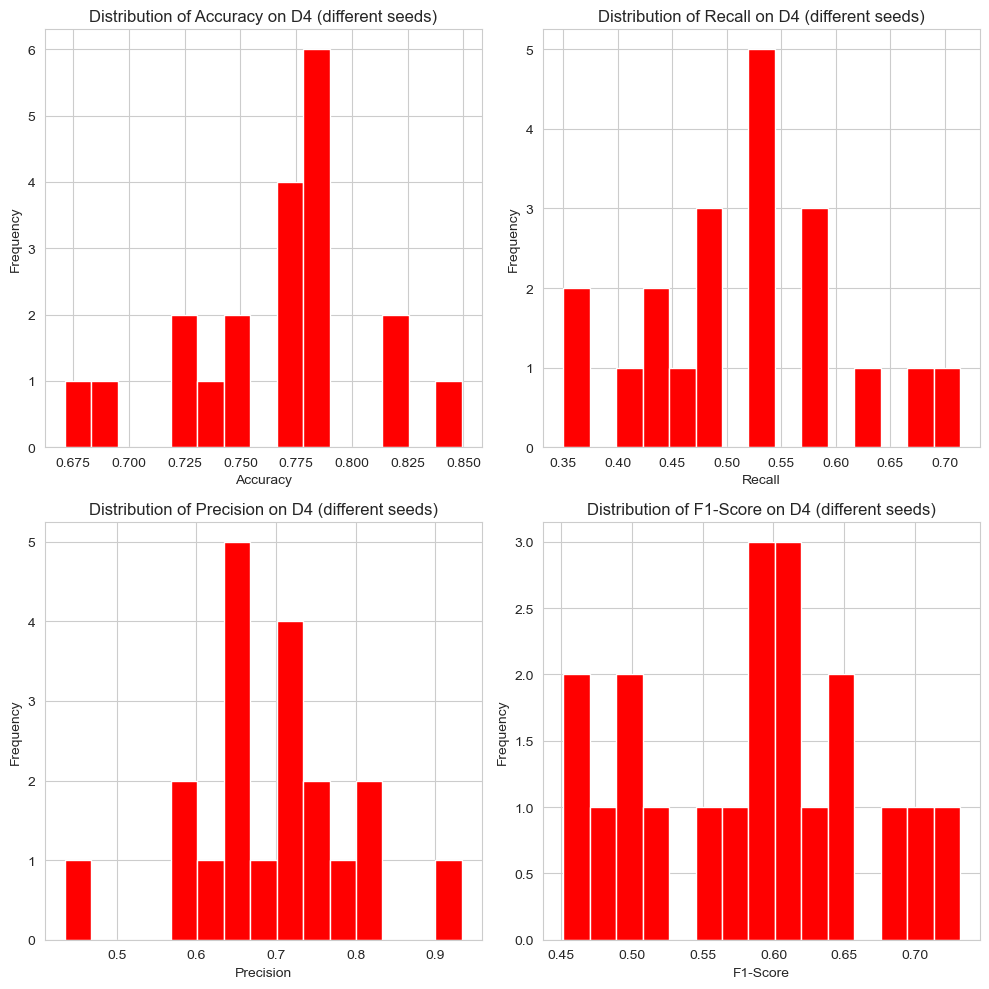 Distribution of Accuracy on D4 (different seeds)
6
5
4
3
2
1
0
Frequency
0.675 0.700 0.725 0.750 0.775 0.800 0.825 0.850
Accuracy
Distribution of Recall on D4 (different seeds)
5
4
3
2
1
0
Frequency
0.35 0.40 0.45 0.50 0.55 0.60 0.65 0.70
Recall
Distribution of Precision on D4 (different seeds)
5
4
3
2
1
0
Frequency
0.5 0.6 0.7 0.8 0.9
Precision
Distribution of F1-Score on D4 (different seeds)
3.0
2.5
2.0
1.5
1.0
0.5
0.0
Frequency
0.45 0.50 0.55 0.60 0.65 0.70
F1-Score